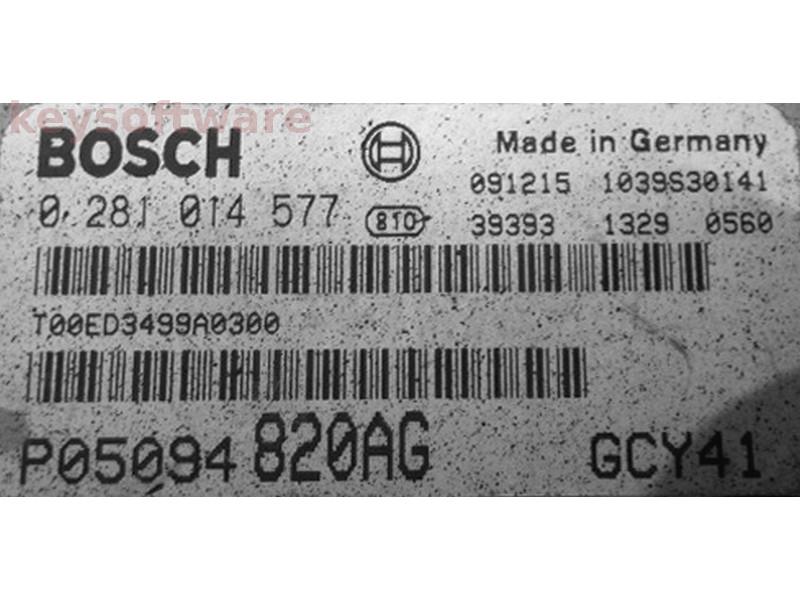 keysoftware
BOSCH
Made in Germany
091215 1039S30141
0 281 014 577 810 39393 1329 0560
T00ED3499A0300
P05094 820AG GCY41